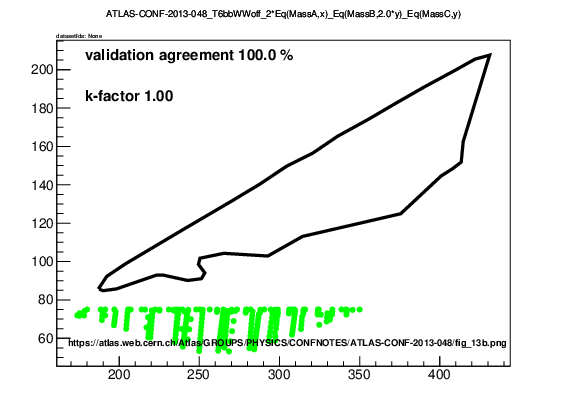 ATLAS-CONF-2013-048_T6bbWWoff_2*Eq(MassA,x)_Eq(MassB,2.0*y)_Eq(MassC,y)
datasetIds: None
validation agreement 100.0 %
k-factor 1.00
200
180
160
140
120
100
80
60
https://atlas.web.cern.ch/Atlas/GROUPS/PHYSICS/CONFNOTES/ATLAS-CONF-2013-048/fig_13b.png
200 250 300 350 400